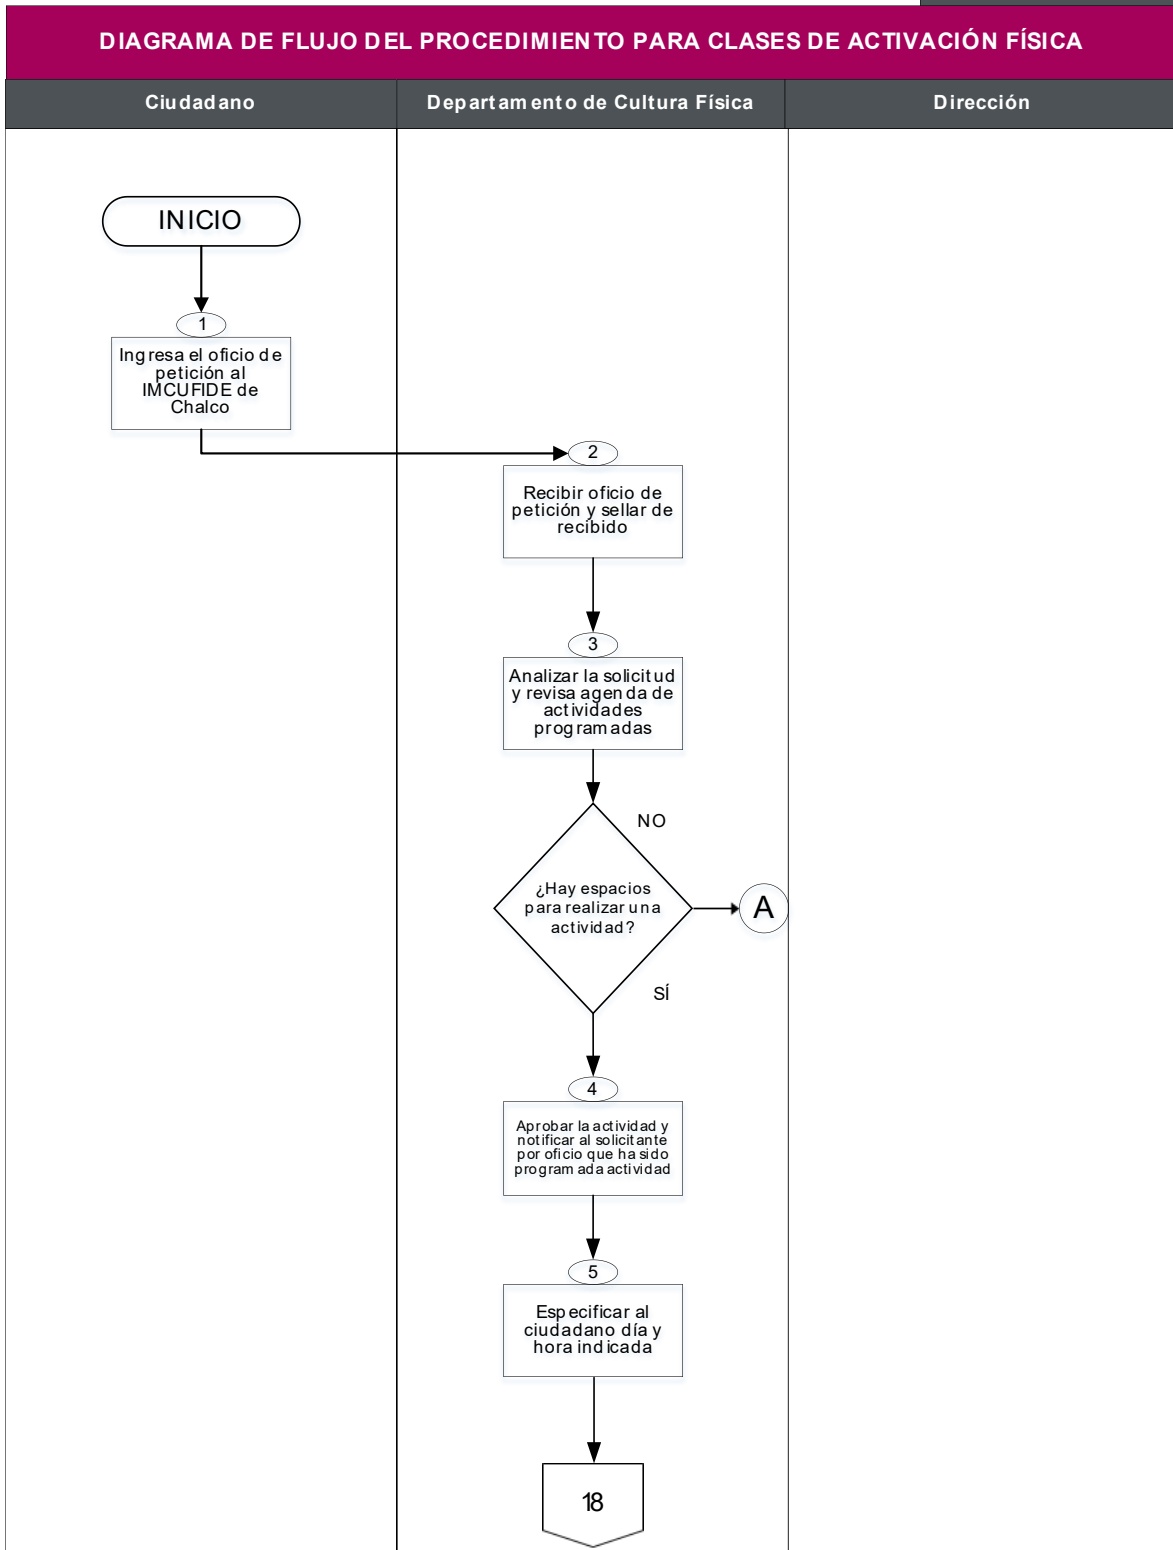 DIAGRAMA DE FLUJO DEL PROCEDIMIENTO PARA CLASES DE ACTIVACIÓN FÍSICA
Ciudadano
Departamento de Cultura Física
Dirección
INICIO
1
Ingresa el oficio de
petición al
IMCUFIDE de
Chalco
2
Recibir oficio de
petición y sellar de
recibido
3
Analizar la solicitud
y revisa agenda de
actividades
programadas
NO
¿Hay espacios
para realizar una
actividad?
A
SÍ
4
Aprobar la actividad y
notificar al solicitante
por oficio que ha sido
programada actividad
5
Especificar al
ciudadano día y
hora indicada
18